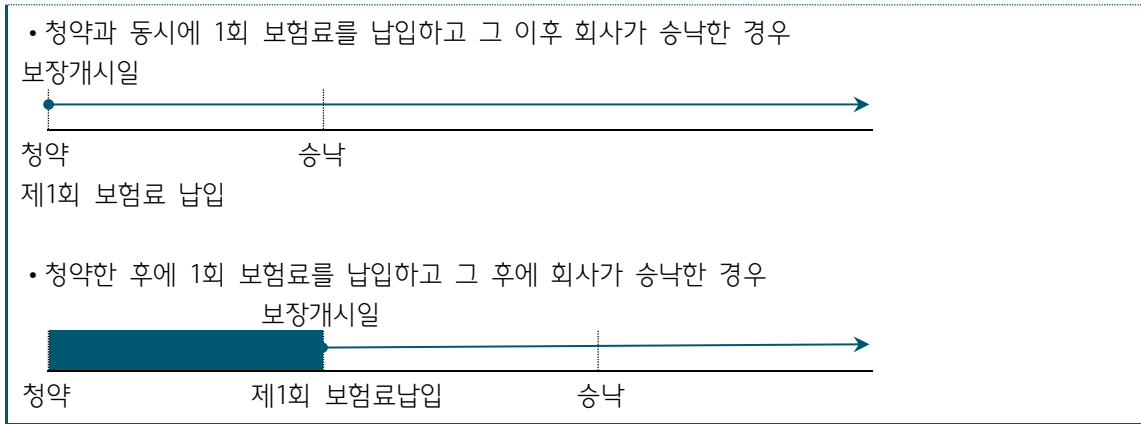 •청약과 동시에 1회 보험료를 납입하고 그 이후 회사가 승낙한 경우
보장개시일
청약 승낙
제1회 보험료 납입
•청약한 후에 1회 보험료를 납입하고 그 후에 회사가 승낙한 경우
보장개시일
청약 제1회 보험료납입 승낙